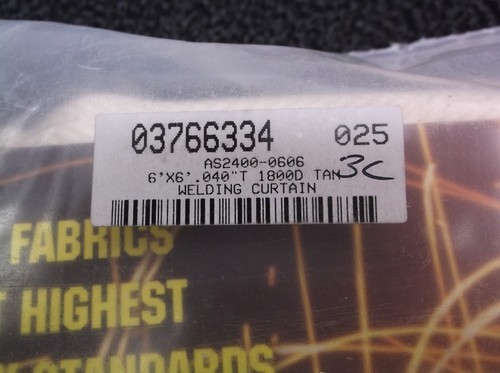 03766334 025
AS2400-0606
6'X6'.040"T 1800D TAN 3C
WELDING CURTAIN
FABRICS
HIGHEST
STANDARDS